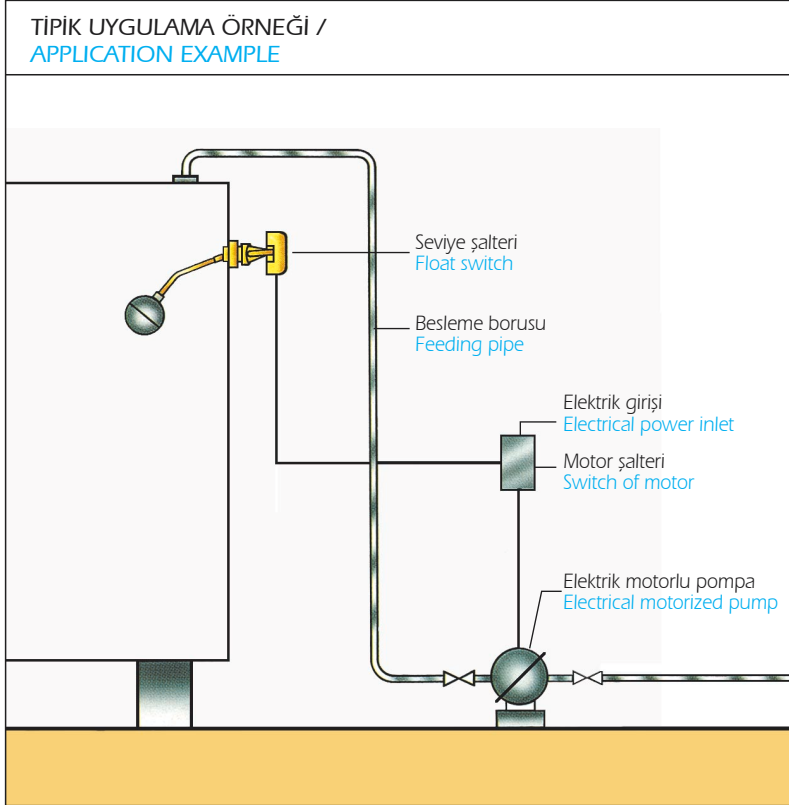 TİPİK UYGULAMA ÖRNEĞİ /
APPLICATION EXAMPLE
Seviye şalteri
Float switch
Besleme borusu
Feeding pipe
Elektrik girişi
Electrical power inlet
Motor şalteri
Switch of motor
Elektrik motorlu pompa
Electrical motorized pump